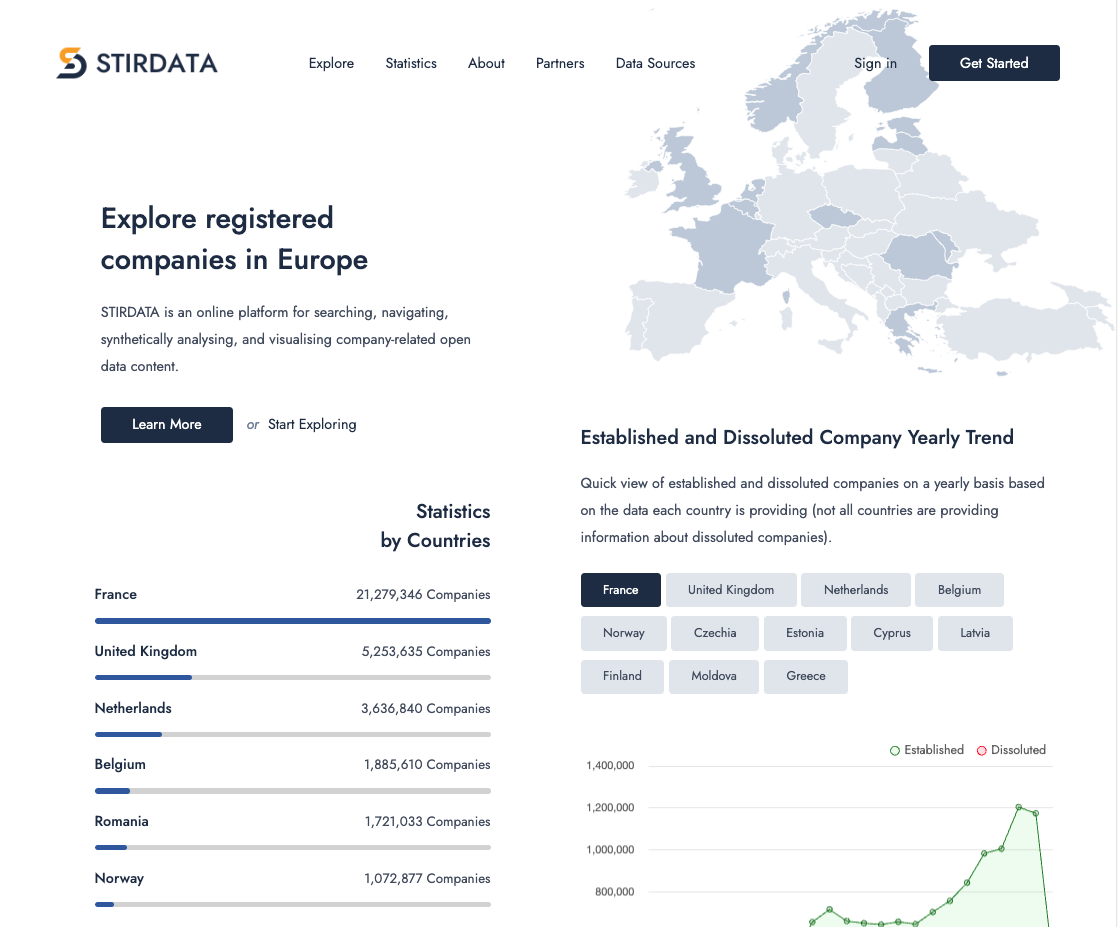 STIRDATA
Explore
Statistics
About
Partners
Data Sources
Sign in
Get Started
Explore registered
companies in Europe
STIRDATA is an online platform for searching, navigating,
synthetically analysing, and visualising company-related open
data content.
Learn More
or Start Exploring
Statistics
by Countries
France 21,279,346 Companies
United Kingdom 5,253,635 Companies
Netherlands 3,636,840 Companies
Belgium 1,885,610 Companies
Romania 1,721,033 Companies
Norway 1,072,877 Companies
Established and Dissoluted Company Yearly Trend
Quick view of established and dissoluted companies on a yearly basis based
on the data each country is providing (not all countries are providing
information about dissoluted companies).
France United Kingdom Netherlands Belgium
Norway Czechia Estonia Cyprus Latvia
Finland Moldova Greece
Established Dissoluted
1,400,000
1,200,000
1,000,000
800,000